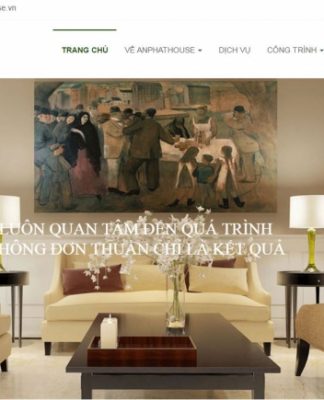 se.vn
TRANG CHỦ VỀ ANPHATHOUSE DỊCH VỤ CÔNG TRÌNH
LUÔN QUAN TÂM ĐẾN QUÁ TRÌNH
HÔNG ĐƠN THUẦN CHỈ LÀ KẾT QUẢ